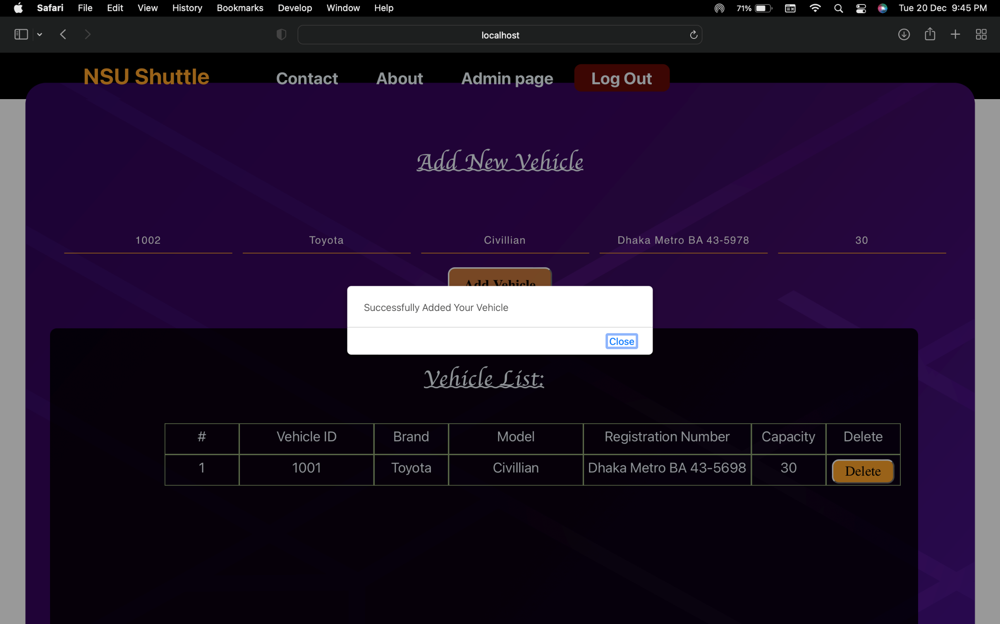 Safari File Edit View History Bookmarks Develop Window Help 71% Tue 20 Dec 9:45 PM
localhost
NSU Shuttle Contact About Admin page Log Out
Add New Vehicle
1002 Toyota Civillian Dhaka Metro BA 43-5978 30
Add Vehicle
Successfully Added Your Vehicle
Close
Vehicle List:
# Vehicle ID Brand Model Registration Number Capacity Delete
1 1001 Toyota Civillian Dhaka Metro BA 43-5698 30 Delete